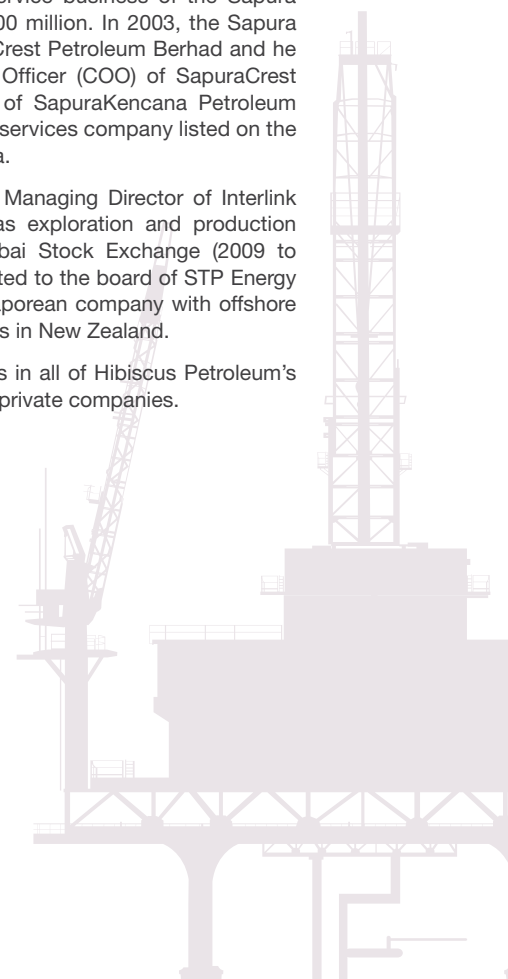 service business of the Sapura
00 million. In 2003, the Sapura
Crest Petroleum Berhad and he
Officer (COO) of SapuraCrest
of SapuraKencana Petroleum
services company listed on the
a.
Managing Director of Interlink
as exploration and production
bai Stock Exchange (2009 to
ted to the board of STP Energy
aporean company with offshore
s in New Zealand.
s in all of Hibiscus Petroleum's
private companies.